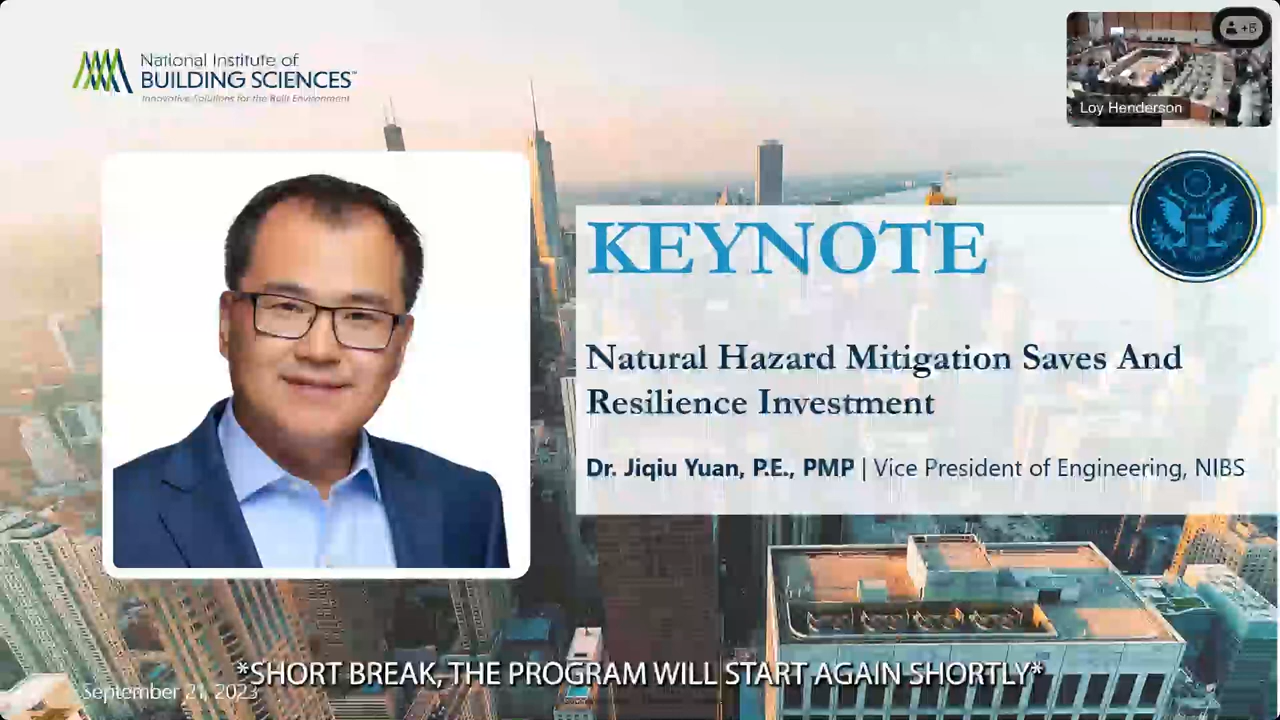 National Institute of
BUILDING SCIENCES™
Innovative Solutions for the Built Environment
+6
Loy Henderson
KEYNOTE
Natural Hazard Mitigation Saves And
Resilience Investment
Dr. Jiqiu Yuan, P.E., PMP | Vice President of Engineering, NIBS
*SHORT BREAK, THE PROGRAM WILL START AGAIN SHORTLY*
September 21, 2023